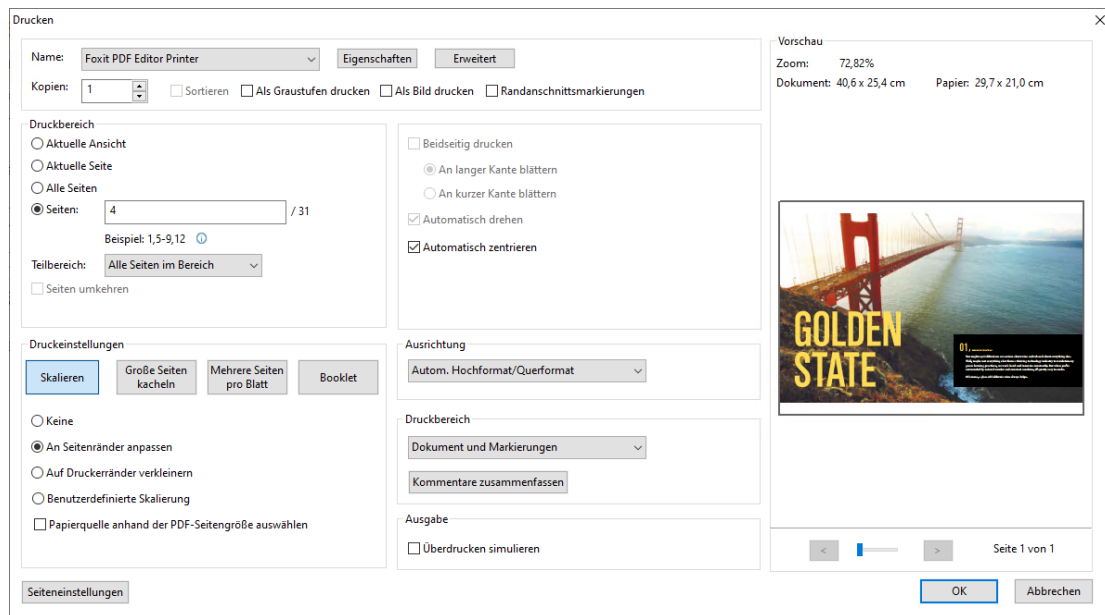 Drucken
Name:
Foxit PDF Editor Printer
Eigenschaften
Erweitert
Kopien:
1
Sortieren
Als Graustufen drucken
Als Bild drucken
Randanschnittsmarkierungen
Druckbereich
Aktuelle Ansicht
Aktuelle Seite
Alle Seiten
Seiten:
4
/ 31
Beispiel: 1,5-9,12
Teilbereich:
Alle Seiten im Bereich
Seiten umkehren
Beidseitig drucken
An langer Kante blättern
An kurzer Kante blättern
Automatisch drehen
Automatisch zentrieren
Druckeinstellungen
Skalieren
Große Seiten
kacheln
Mehrere Seiten
pro Blatt
Booklet
Keine
An Seitenränder anpassen
Auf Druckerränder verkleinern
Benutzerdefinierte Skalierung
Papierquelle anhand der PDF-Seitengröße auswählen
Ausrichtung
Autom. Hochformat/Querformat
Druckbereich
Dokument und Markierungen
Kommentare zusammenfassen
Ausgabe
Überdrucken simulieren
Vorschau
Zoom: 72,82%
Dokument: 40,6 x 25,4 cm
Papier: 29,7 x 21,0 cm
GOLDEN
STATE
01
<
>
Seite 1 von 1
Seiteneinstellungen
OK
Abbrechen